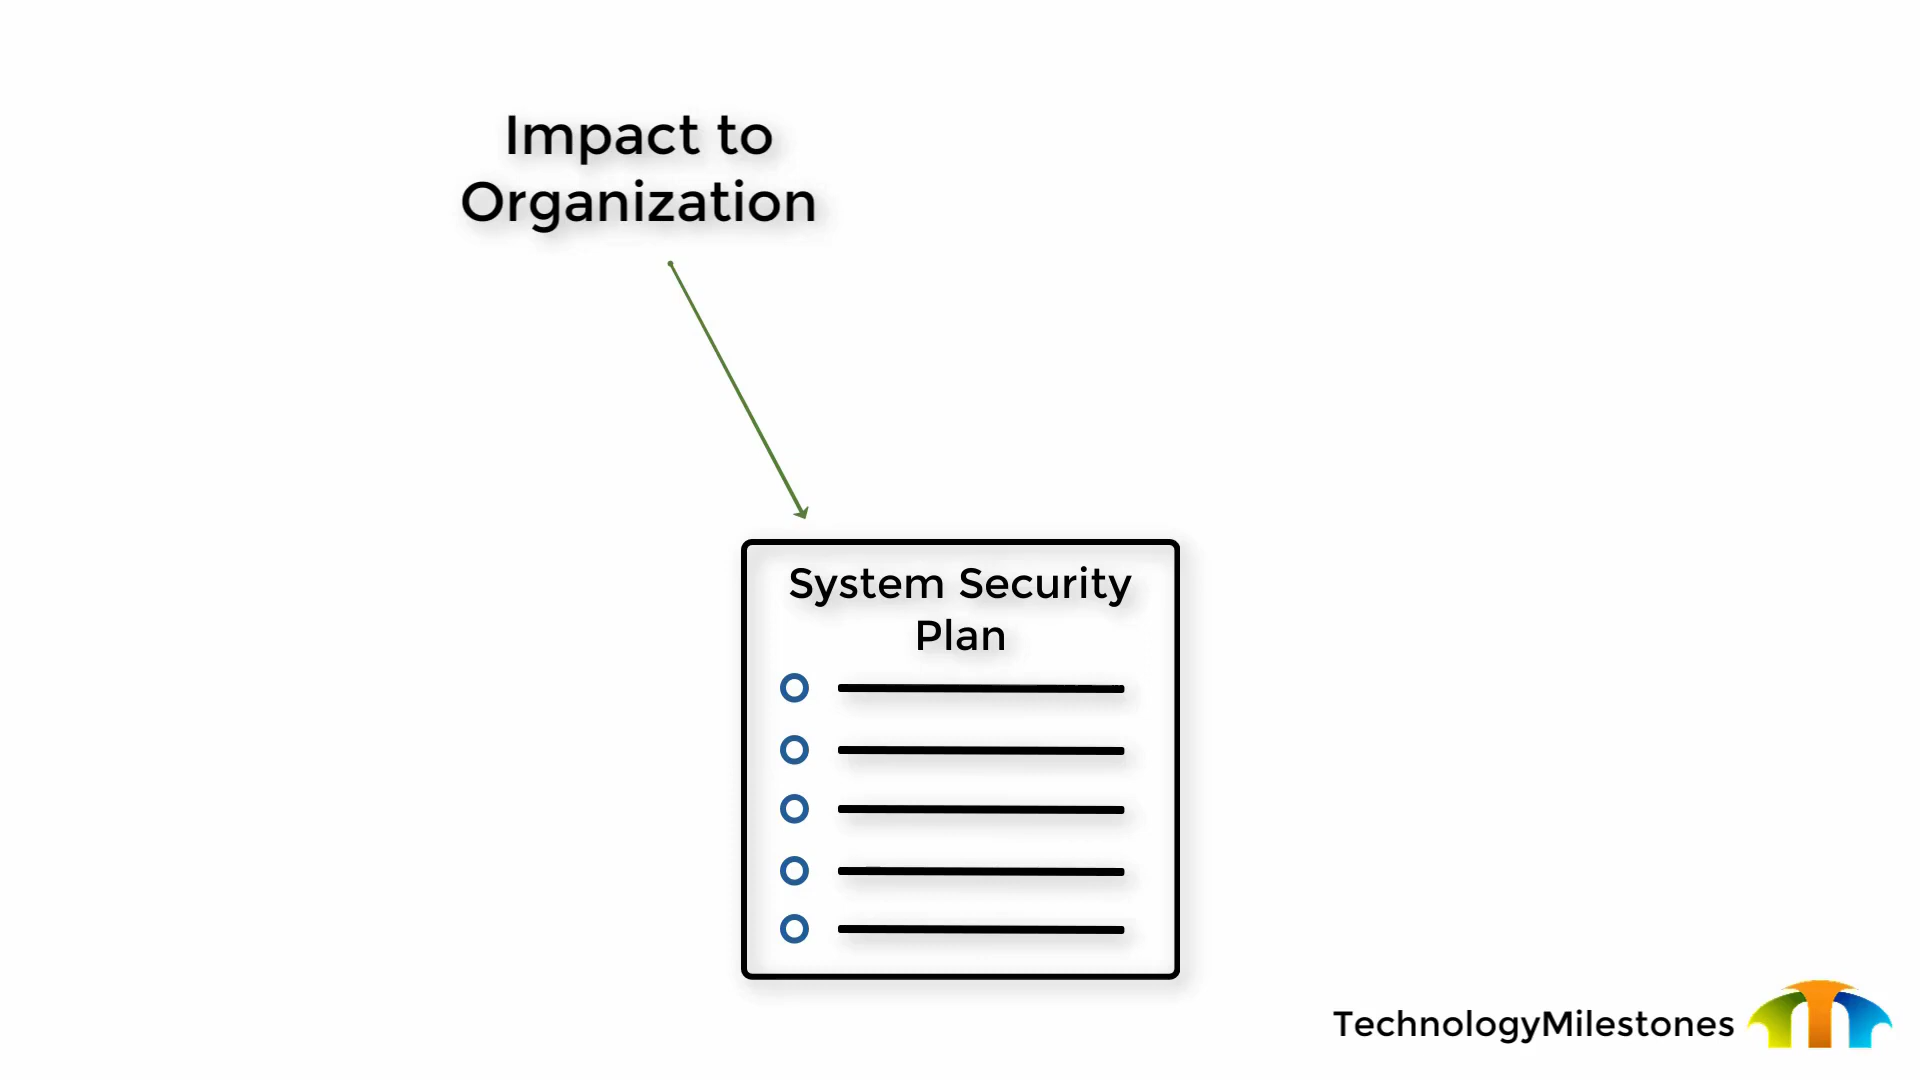 Impact to
Organization
System Security
Plan
TechnologyMilestones